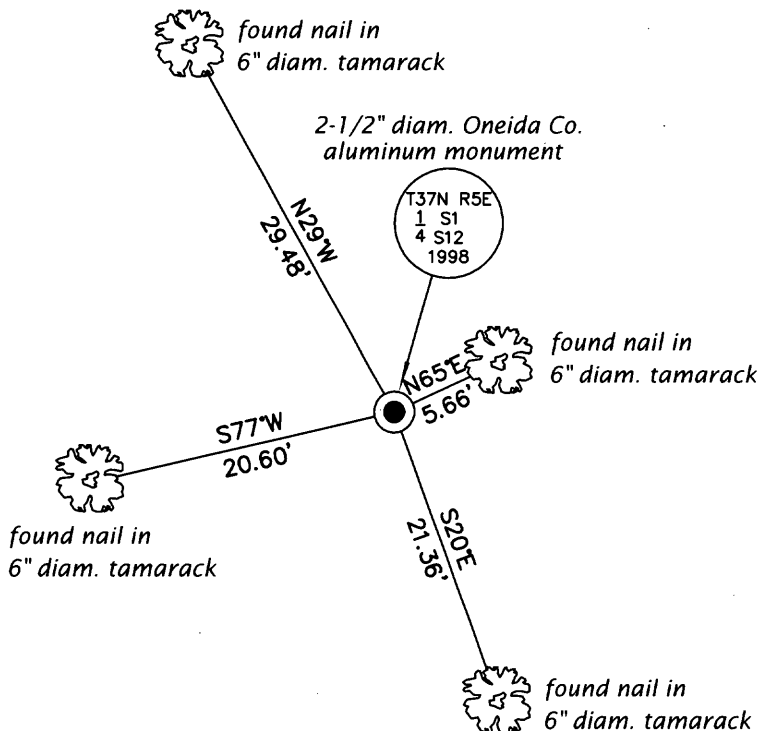 found nail in
6" diam. tamarack
2-1/2" diam. Oneida Co.
aluminum monument
T37N R5E
1 S1
4 S12
1998
N29°W
29.48'
found nail in
6" diam. tamarack
N65°E
5.66'
S77°W
20.60'
found nail in
6" diam. tamarack
S20°E
21.36'
found nail in
6" diam. tamarack